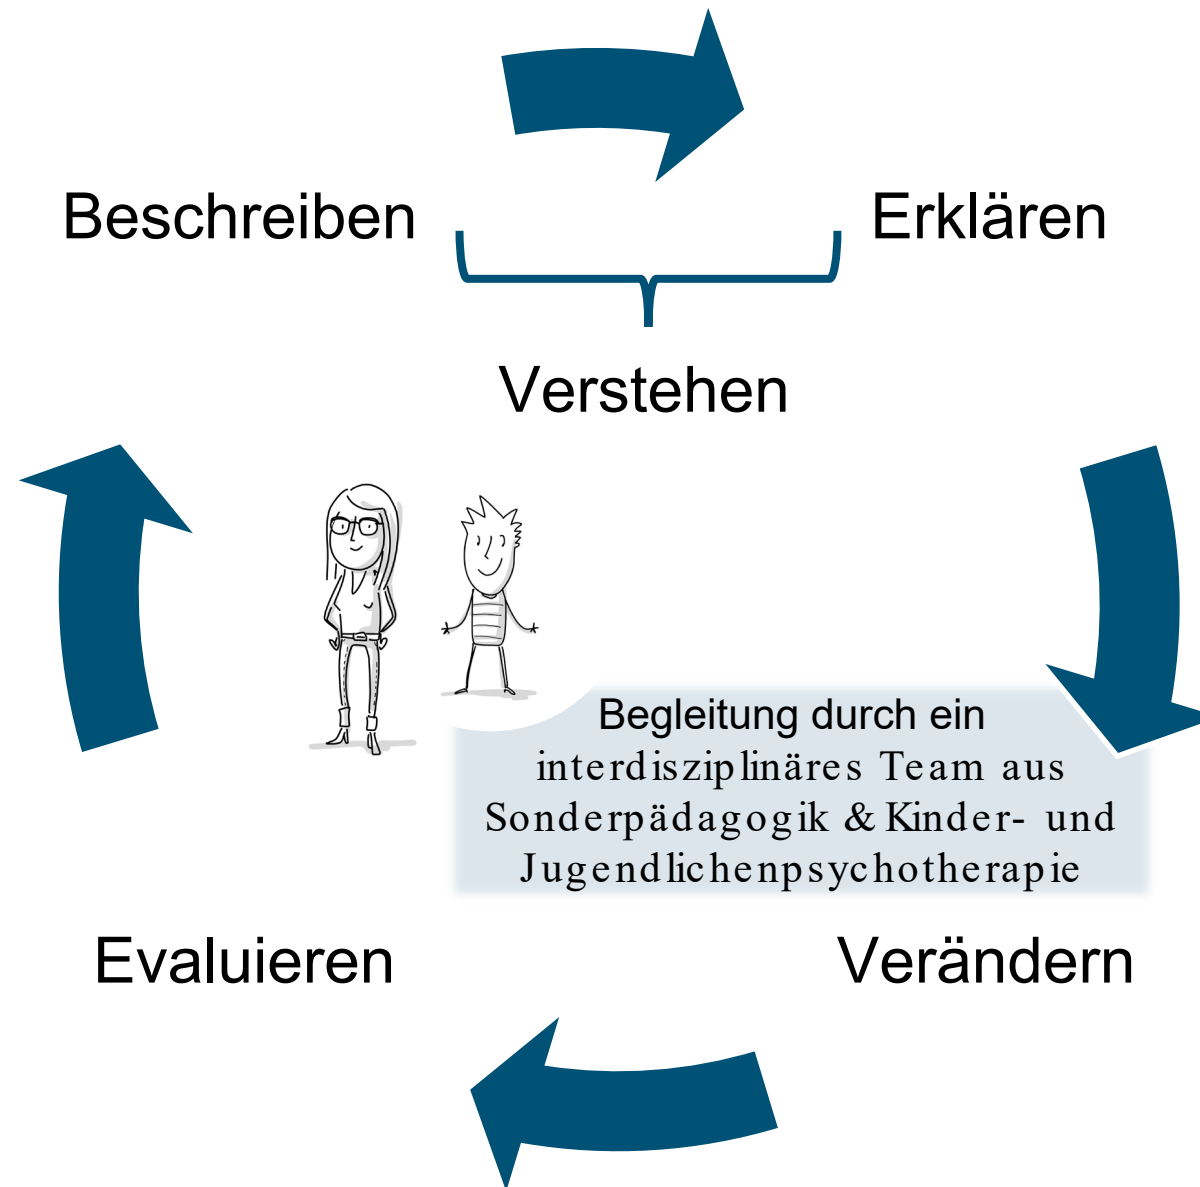 Beschreiben
Erklären
Verstehen
Begleitung durch ein
interdisziplinäres Team aus
Sonderpädagogik & Kinder- und
Jugendlichenpsychotherapie
Evaluieren
Verändern